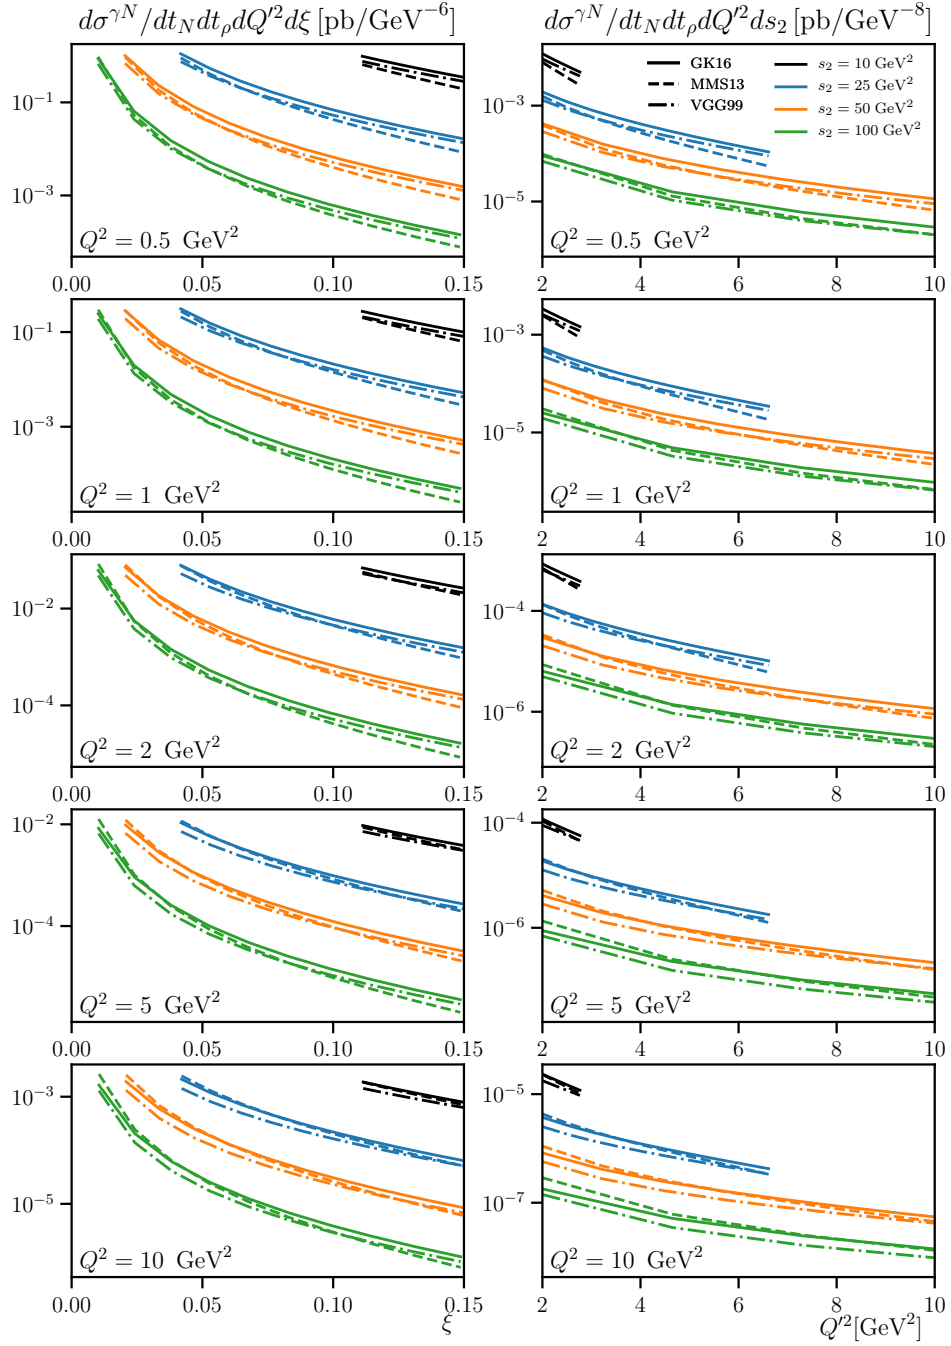 dσ^{γN}/dt_N dt_ρ dQ'^2 dξ [pb/GeV^{-6}]
dσ^{γN}/dt_N dt_ρ dQ'^2 ds_2 [pb/GeV^{-8}]
10^{-1}
10^{-3}
Q^2 = 0.5 GeV^2
0.00 0.05 0.10 0.15
GK16
MMS13
VGG99
s_2 = 10 GeV^2
s_2 = 25 GeV^2
s_2 = 50 GeV^2
s_2 = 100 GeV^2
10^{-3}
10^{-5}
Q^2 = 0.5 GeV^2
2 4 6 8 10
10^{-1}
10^{-3}
Q^2 = 1 GeV^2
0.00 0.05 0.10 0.15
10^{-3}
10^{-5}
Q^2 = 1 GeV^2
2 4 6 8 10
10^{-2}
10^{-4}
Q^2 = 2 GeV^2
0.00 0.05 0.10 0.15
10^{-4}
10^{-6}
Q^2 = 2 GeV^2
2 4 6 8 10
10^{-2}
10^{-4}
Q^2 = 5 GeV^2
0.00 0.05 0.10 0.15
10^{-4}
10^{-6}
Q^2 = 5 GeV^2
2 4 6 8 10
10^{-3}
10^{-5}
Q^2 = 10 GeV^2
0.00 0.05 0.10 0.15
ξ
10^{-5}
10^{-7}
Q^2 = 10 GeV^2
2 4 6 8 10
Q'^2 [GeV^2]